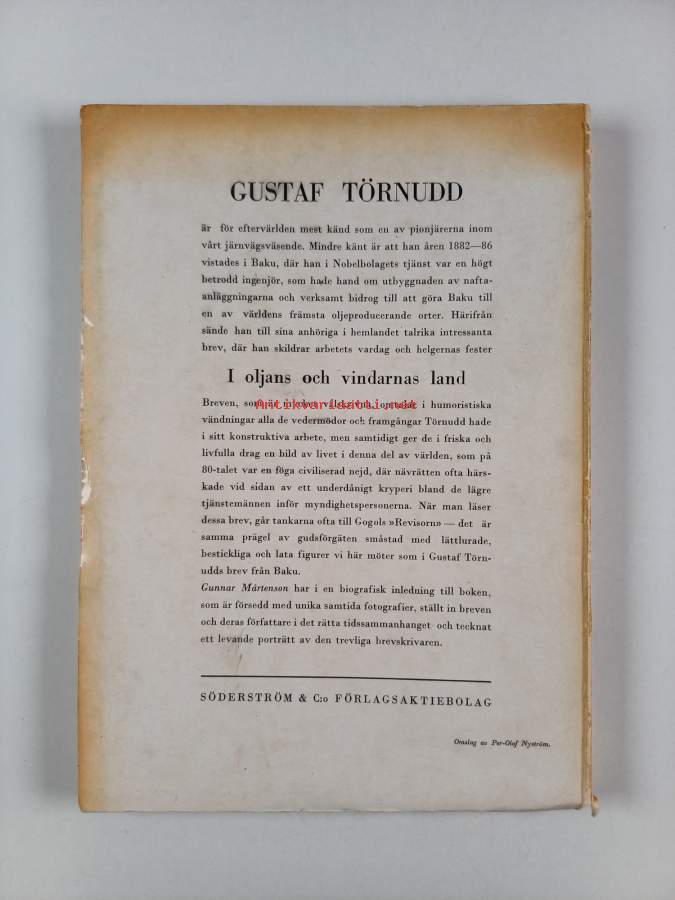 GUSTAF TÖRNUDD
är för eftervärlden mest känd som en av pionjärerna inom
vårt järnvägsväsende. Mindre känt är att han åren 1882—86
vistades i Baku, där han i Nobelbolagets tjänst var en högt
betrodd ingenjör, som hade hand om utbyggnaden av nafta-
anläggningarna och verksamt bidrog till att göra Baku till
en av världens främsta oljeproducerande orter. Härifrån
sände han till sina anhöriga i hemlandet talrika intressanta
brev, där han skildrar arbetets vardag och helgernas fester
I oljans och vindarnas land
Breven, som är välskrivna, omtalar i humoristiska
Antikvariaatti.net
vändningar alla de vedermödor och framgångar Törnudd hade
i sitt konstruktiva arbete, men samtidigt ger de i friska och
livfulla drag en bild av livet i denna del av världen, som på
80-talet var en föga civiliserad nejd, där nävrätten ofta härs-
kade vid sidan av ett underdånigt kryperi bland de lägre
tjänstemännen inför myndighetspersonerna. När man läser
dessa brev, går tankarna ofta till Gogols »Revisorn» — det är
samma prägel av gudsförgäten småstad med lättlurade,
bestickliga och lata figurer vi här möter som i Gustaf Törn-
udds brev från Baku.
Gunnar Mårtenson har i en biografisk inledning till boken,
som är försedd med unika samtida fotografier, ställt in breven
och deras författare i det rätta tidssammanhanget och tecknat
ett levande porträtt av den trevliga brevskrivaren.
SÖDERSTRÖM & C:o FÖRLAGSAKTIEBOLAG
Omslag av Per-Olof Nyström.